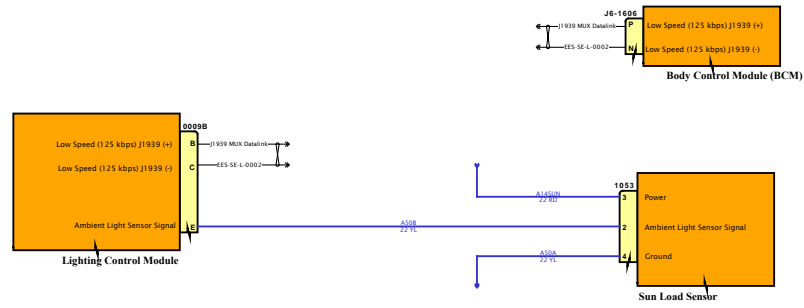 J6-1606
J1939 MUX Datalink
P
Low Speed (125 kbps) J1939 (+)
EES-SE-L-0002
N
Low Speed (125 kbps) J1939 (-)
Body Control Module (BCM)
0009B
Low Speed (125 kbps) J1939 (+)
B
J1939 MUX Datalink
Low Speed (125 kbps) J1939 (-)
C
EES-SE-L-0002
1053
A14SUN
22 RD
3
Power
Ambient Light Sensor Signal
E
A50B
22 YL
2
Ambient Light Sensor Signal
A50A
22 YL
4
Ground
Lighting Control Module
Sun Load Sensor